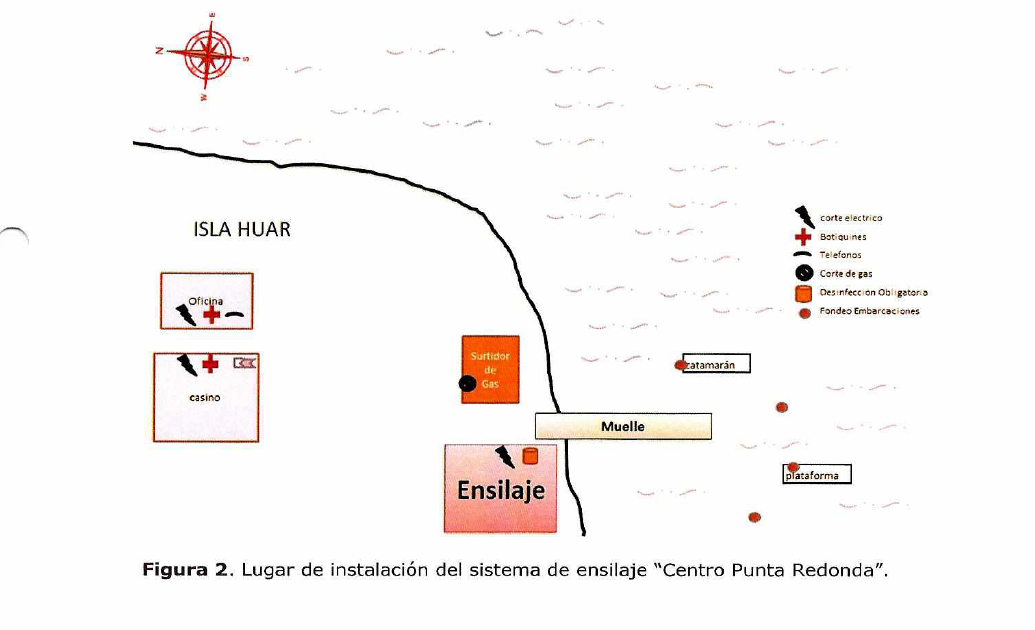 E
N
S
W
ISLA HUAR
corte electrico
Botiquines
Telefonos
Corte de gas
Desinfeccion Obligatoria
Fondeo Embarcaciones
Oficina
casino
Surtidor
de
Gas
catamarán
Muelle
plataforma
Ensilaje
Figura 2. Lugar de instalación del sistema de ensilaje "Centro Punta Redonda".